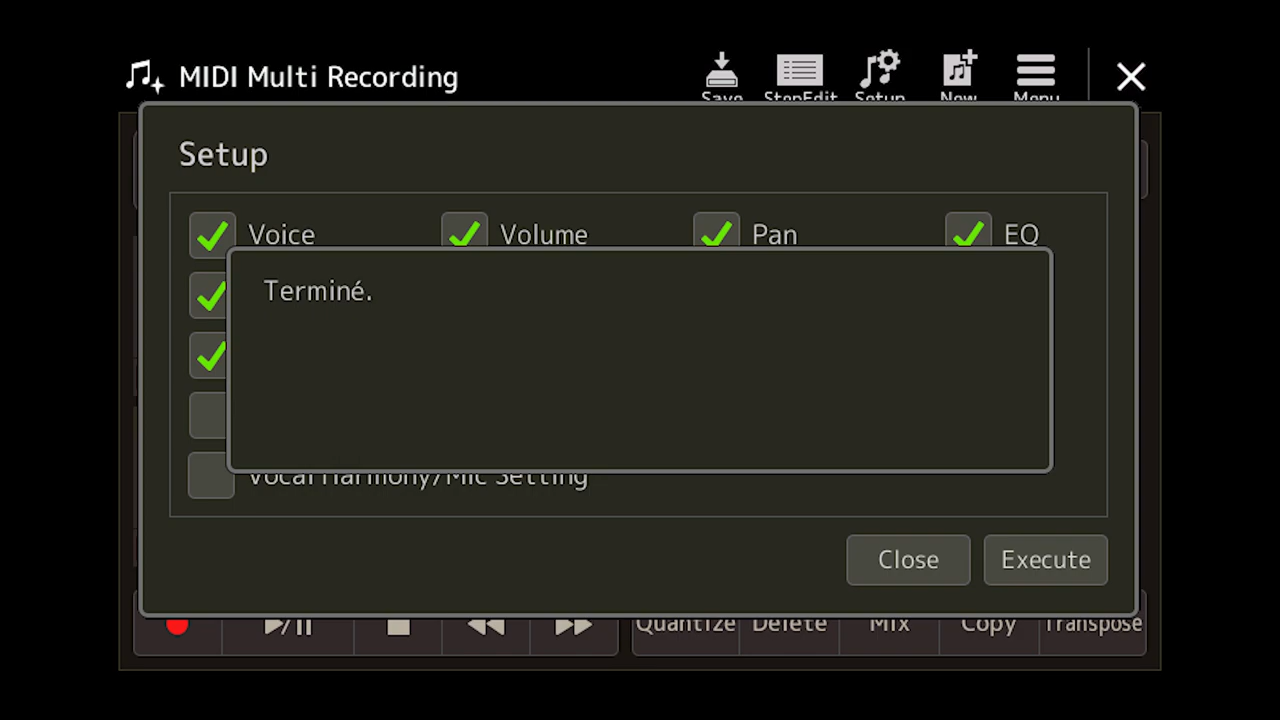 MIDI Multi Recording
Save StepEdit Setup New Menu
Setup
Voice Volume Pan EQ
Terminé.
Vocal Harmony/Mic Setting
Close Execute
Quantize Delete Mix Copy Transpose